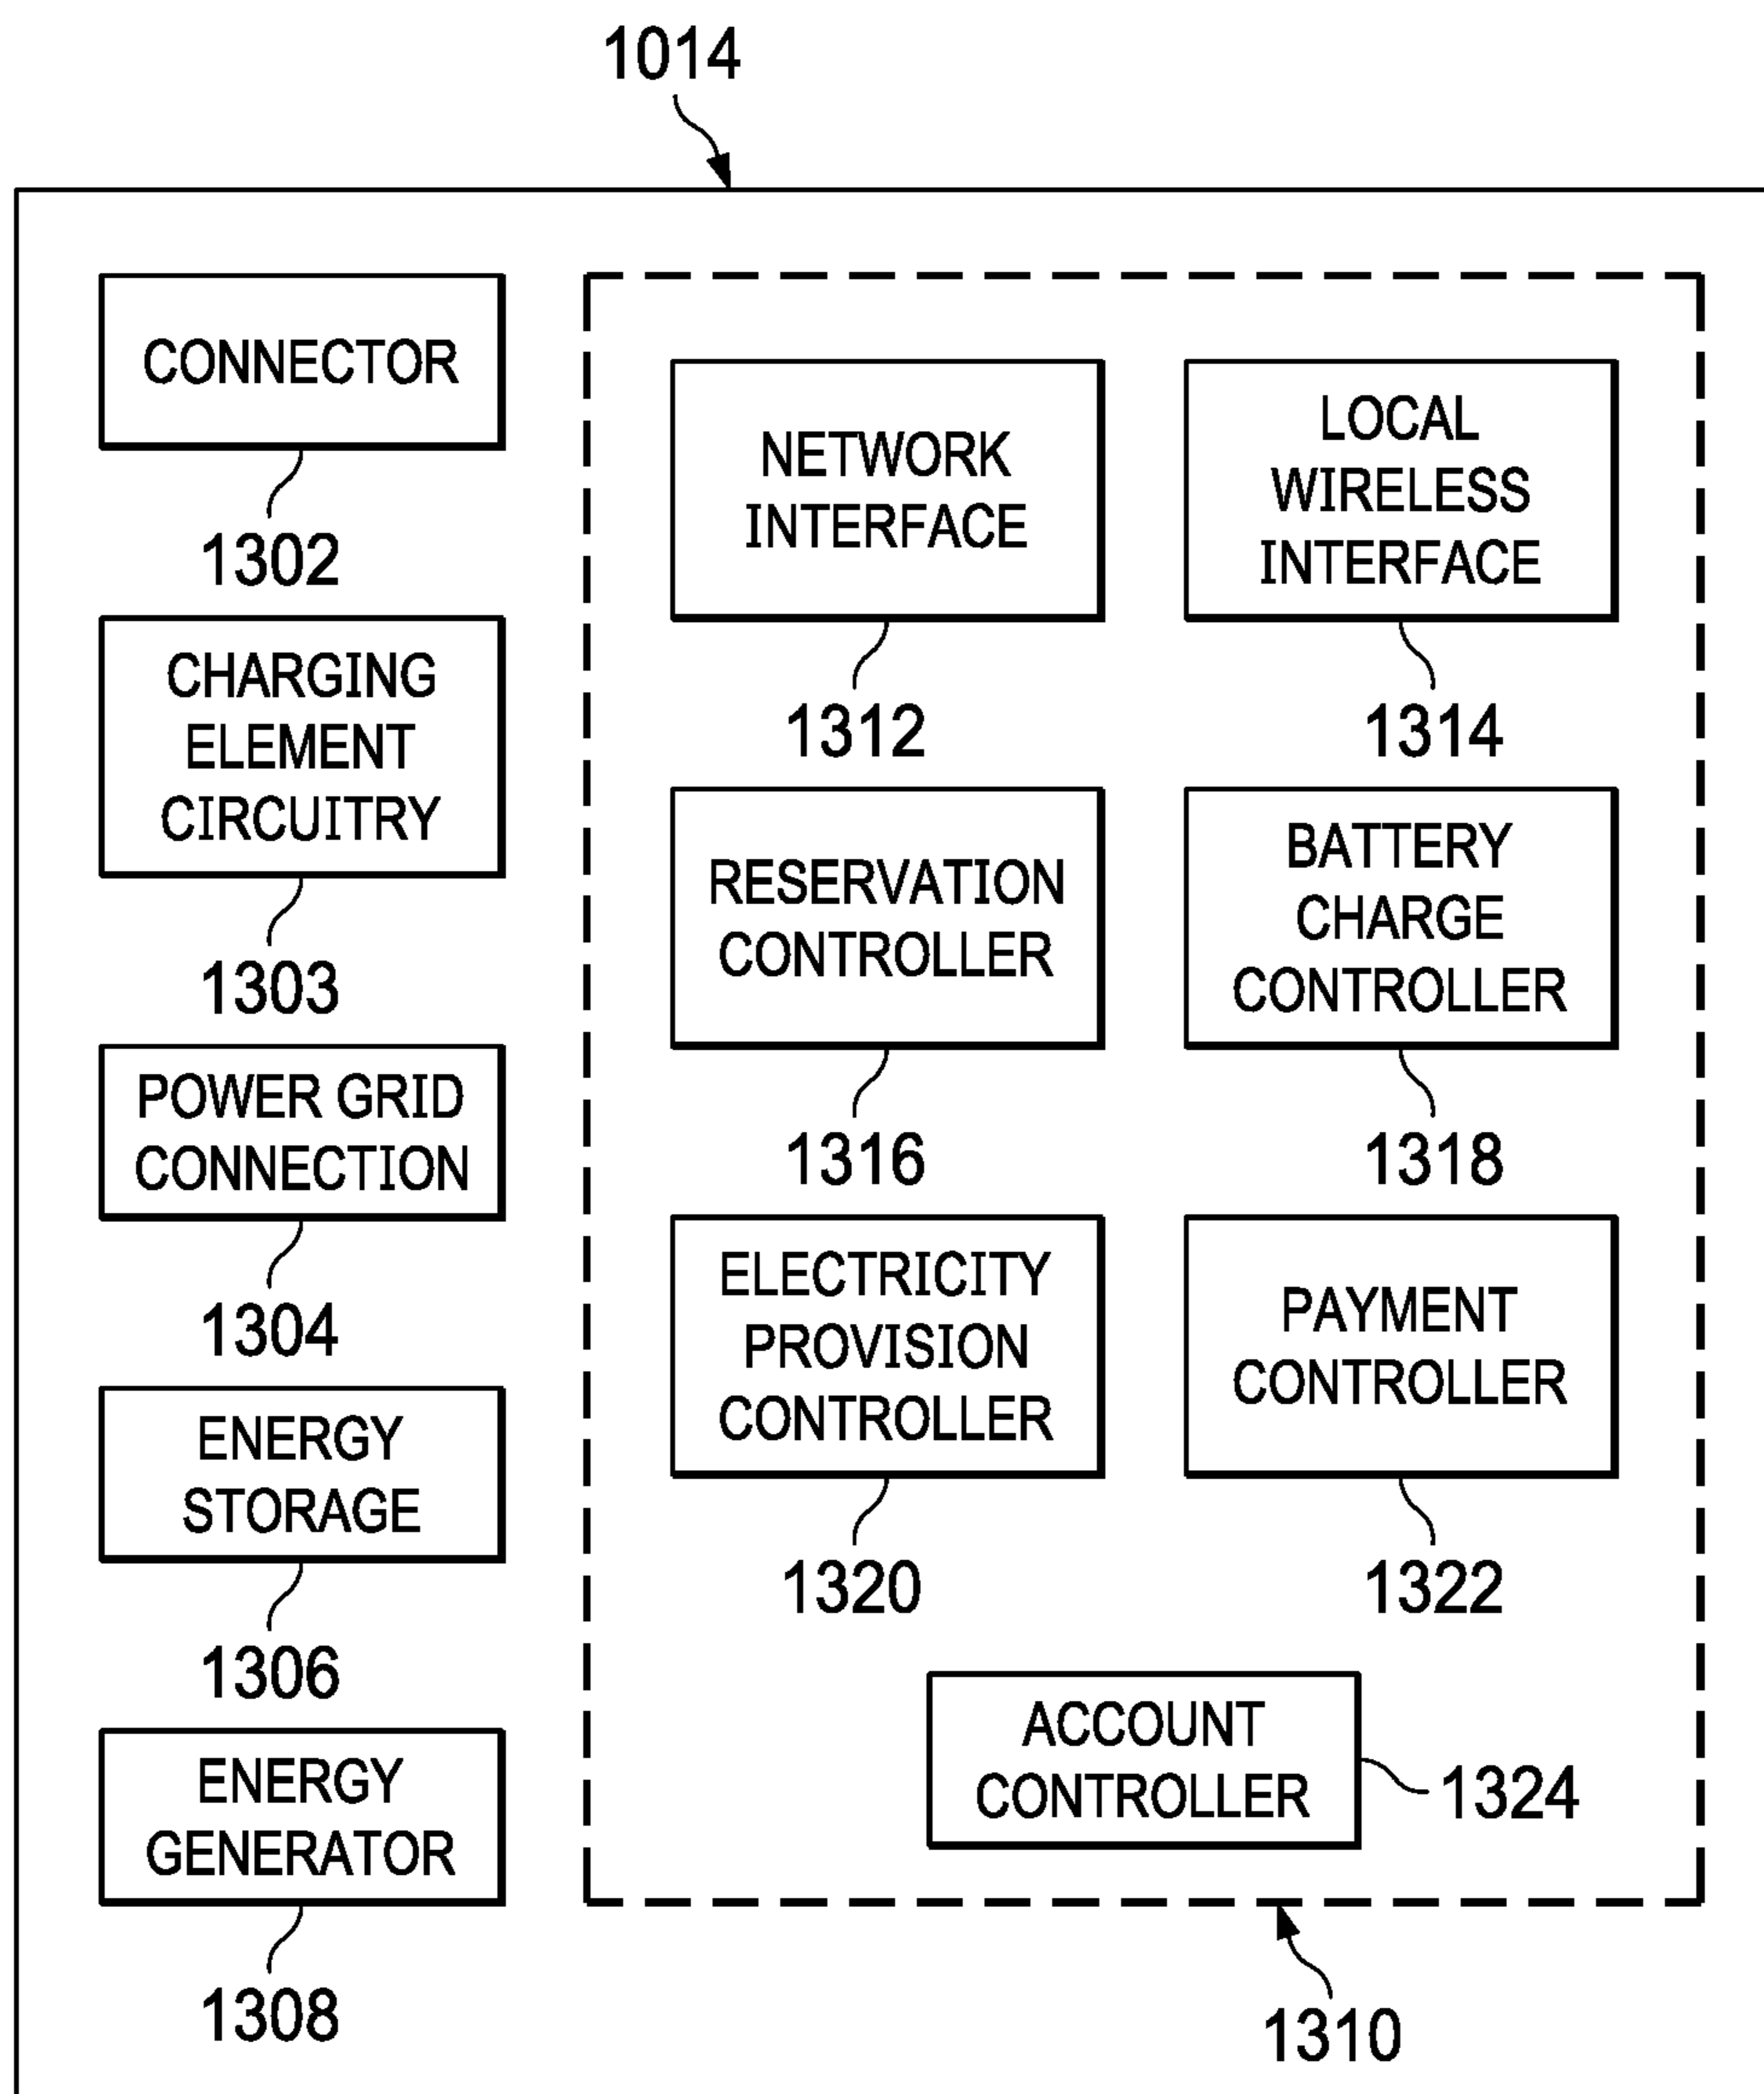 1014
CONNECTOR
1302
CHARGING
ELEMENT
CIRCUITRY
1303
POWER GRID
CONNECTION
1304
ENERGY
STORAGE
1306
ENERGY
GENERATOR
1308
NETWORK
INTERFACE
1312
LOCAL
WIRELESS
INTERFACE
1314
RESERVATION
CONTROLLER
1316
BATTERY
CHARGE
CONTROLLER
1318
ELECTRICITY
PROVISION
CONTROLLER
1320
PAYMENT
CONTROLLER
1322
ACCOUNT
CONTROLLER
1324
1310